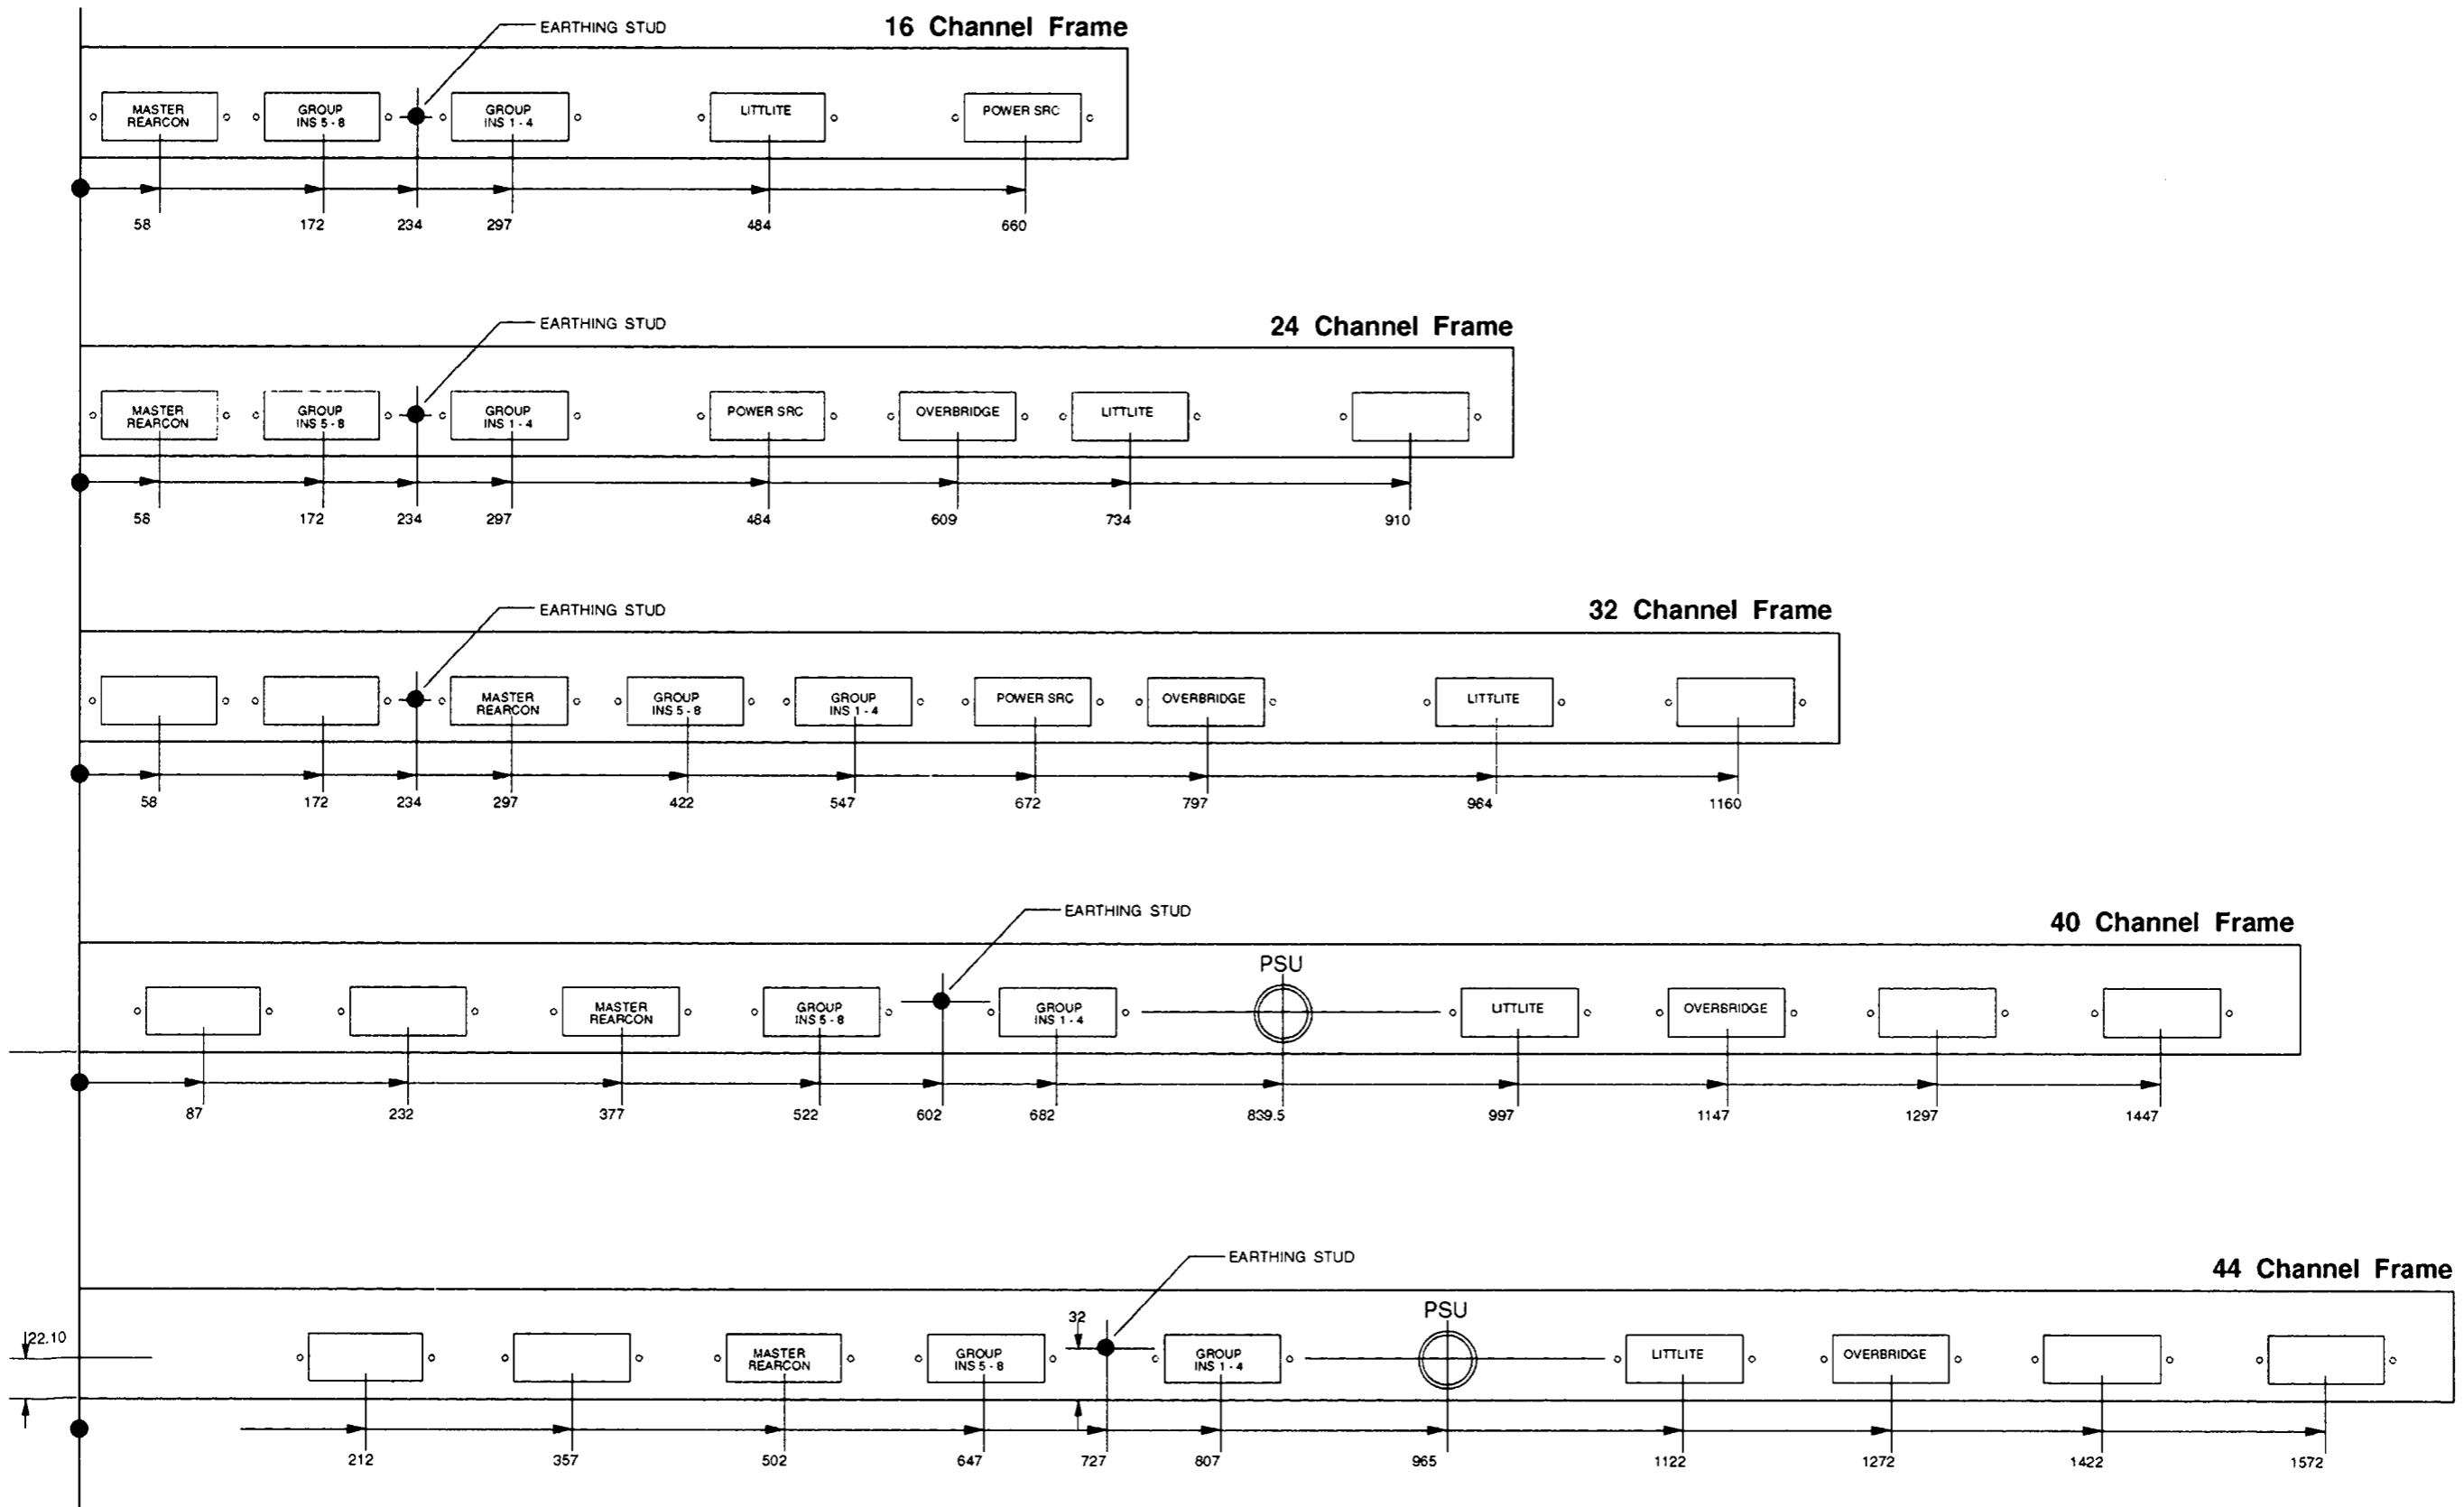 EARTHING STUD
16 Channel Frame
MASTER
REARCON
GROUP
INS 5 - 8
GROUP
INS 1 - 4
LITTLITE
POWER SRC
58 172 234 297 484 660
EARTHING STUD
24 Channel Frame
MASTER
REARCON
GROUP
INS 5 - 8
GROUP
INS 1 - 4
POWER SRC
OVERBRIDGE
LITTLITE
58 172 234 297 484 609 734 910
EARTHING STUD
32 Channel Frame
MASTER
REARCON
GROUP
INS 5 - 8
GROUP
INS 1 - 4
POWER SRC
OVERBRIDGE
LITTLITE
58 172 234 297 422 547 672 797 984 1160
EARTHING STUD
40 Channel Frame
MASTER
REARCON
GROUP
INS 5 - 8
GROUP
INS 1 - 4
PSU
LITTLITE
OVERBRIDGE
87 232 377 522 602 682 839.5 997 1147 1297 1447
EARTHING STUD
44 Channel Frame
22.10
MASTER
REARCON
GROUP
INS 5 - 8
32
GROUP
INS 1 - 4
PSU
LITTLITE
OVERBRIDGE
212 357 502 647 727 807 965 1122 1272 1422 1572